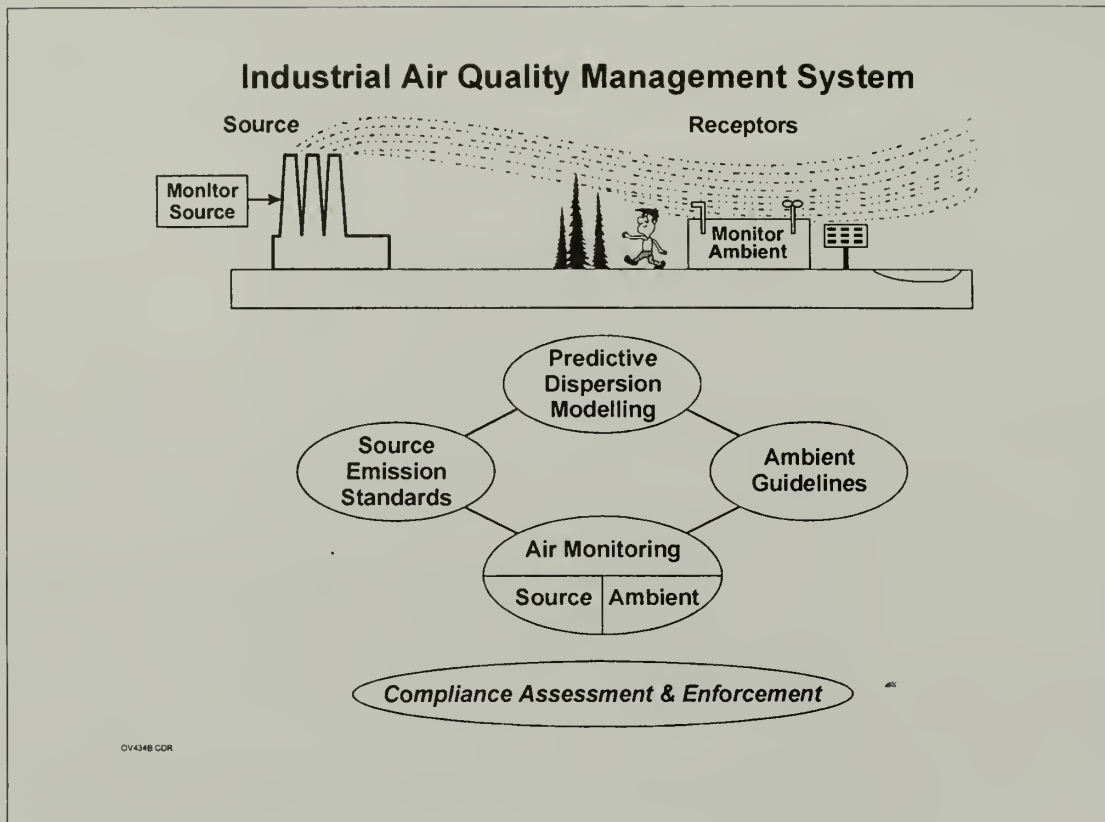 Industrial Air Quality Management System
Source
Receptors
Monitor
Source
Monitor
Ambient
Predictive
Dispersion
Modelling
Source
Emission
Standards
Ambient
Guidelines
Air Monitoring
Source
Ambient
Compliance Assessment & Enforcement
OV434B CDR